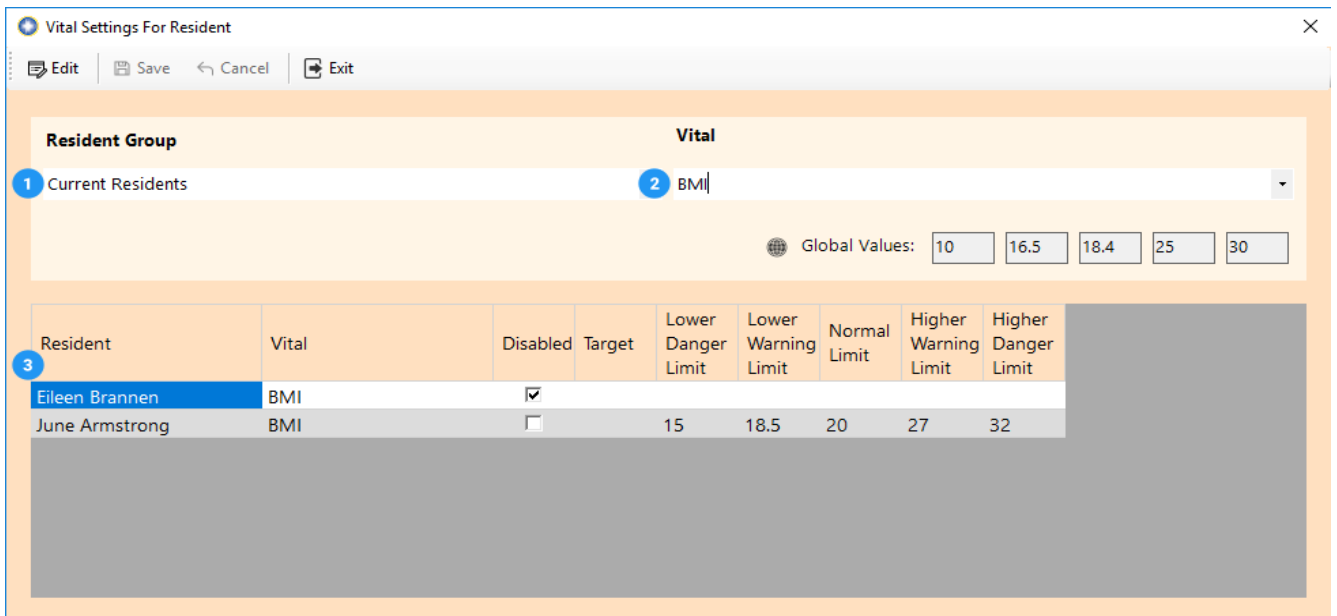 Vital Settings For Resident
Edit Save Cancel Exit
Resident Group Vital
1 Current Residents 2 BMI
Global Values: 10 16.5 18.4 25 30
Resident Vital Disabled Target Lower Danger Limit Lower Warning Limit Normal Limit Higher Warning Limit Higher Danger Limit
3
Eileen Brannen BMI
June Armstrong BMI 15 18.5 20 27 32